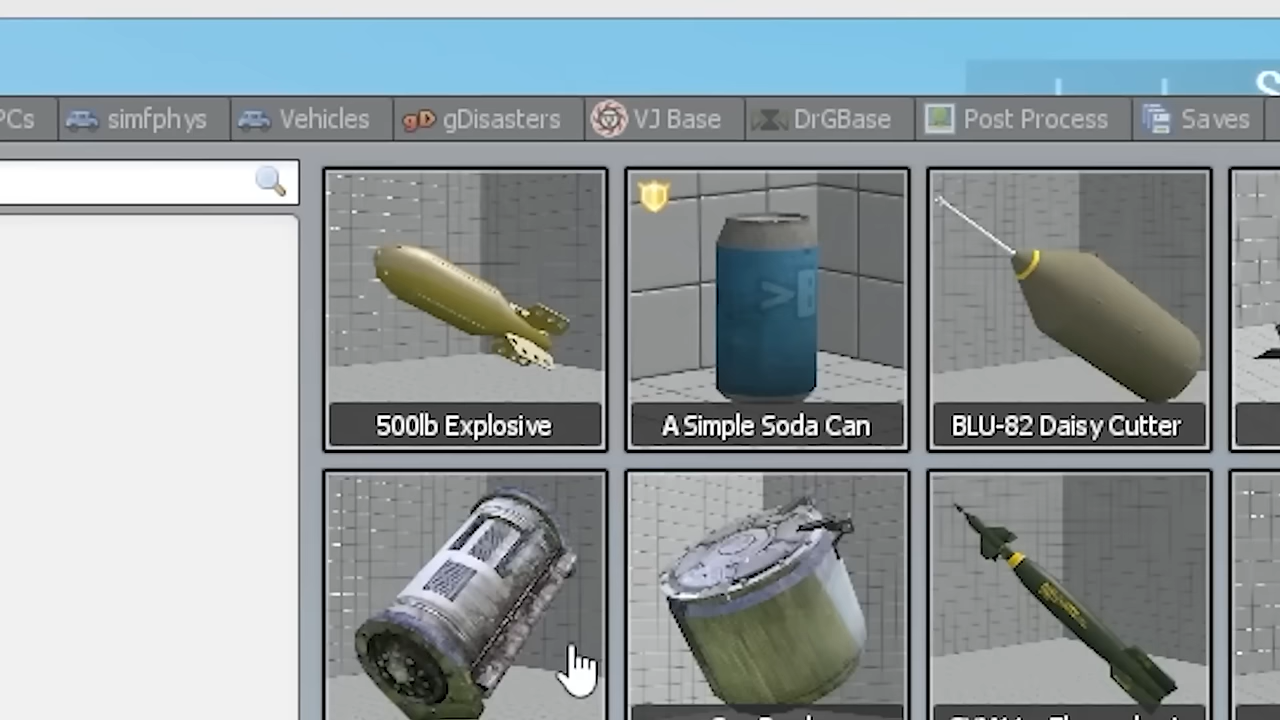 PCs simfphys Vehicles gDisasters VJ Base DrGBase Post Process Saves
500lb Explosive A Simple Soda Can BLU-82 Daisy Cutter